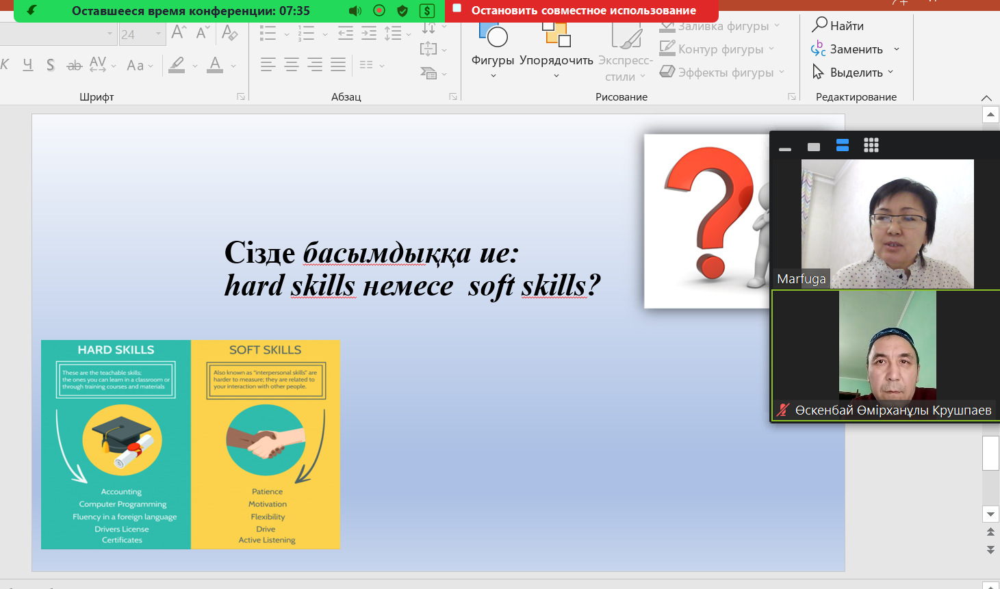 Оставшееся время конференции: 07:35
Остановить совместное использование
24
Aa
Шрифт
Абзац
Фигуры
Упорядочить
Экспресс-
стили
Заливка фигуры
Контур фигуры
Эффекты фигуры
Рисование
Найти
Заменить
Выделить
Редактирование
Сізде басымдыққа ие:
hard skills немесе soft skills?
HARD SKILLS
These are the teachable skills;
the ones you can learn in a classroom or
through training courses and materials
Accounting
Computer Programming
Fluency in a foreign language
Drivers License
Certificates
SOFT SKILLS
Also known as "interpersonal skills" are
harder to measure; they are related to
your interaction with other people.
Patience
Motivation
Flexibility
Drive
Active Listening
Marfuga
Өскенбай Өмірханұлы Крушпаев